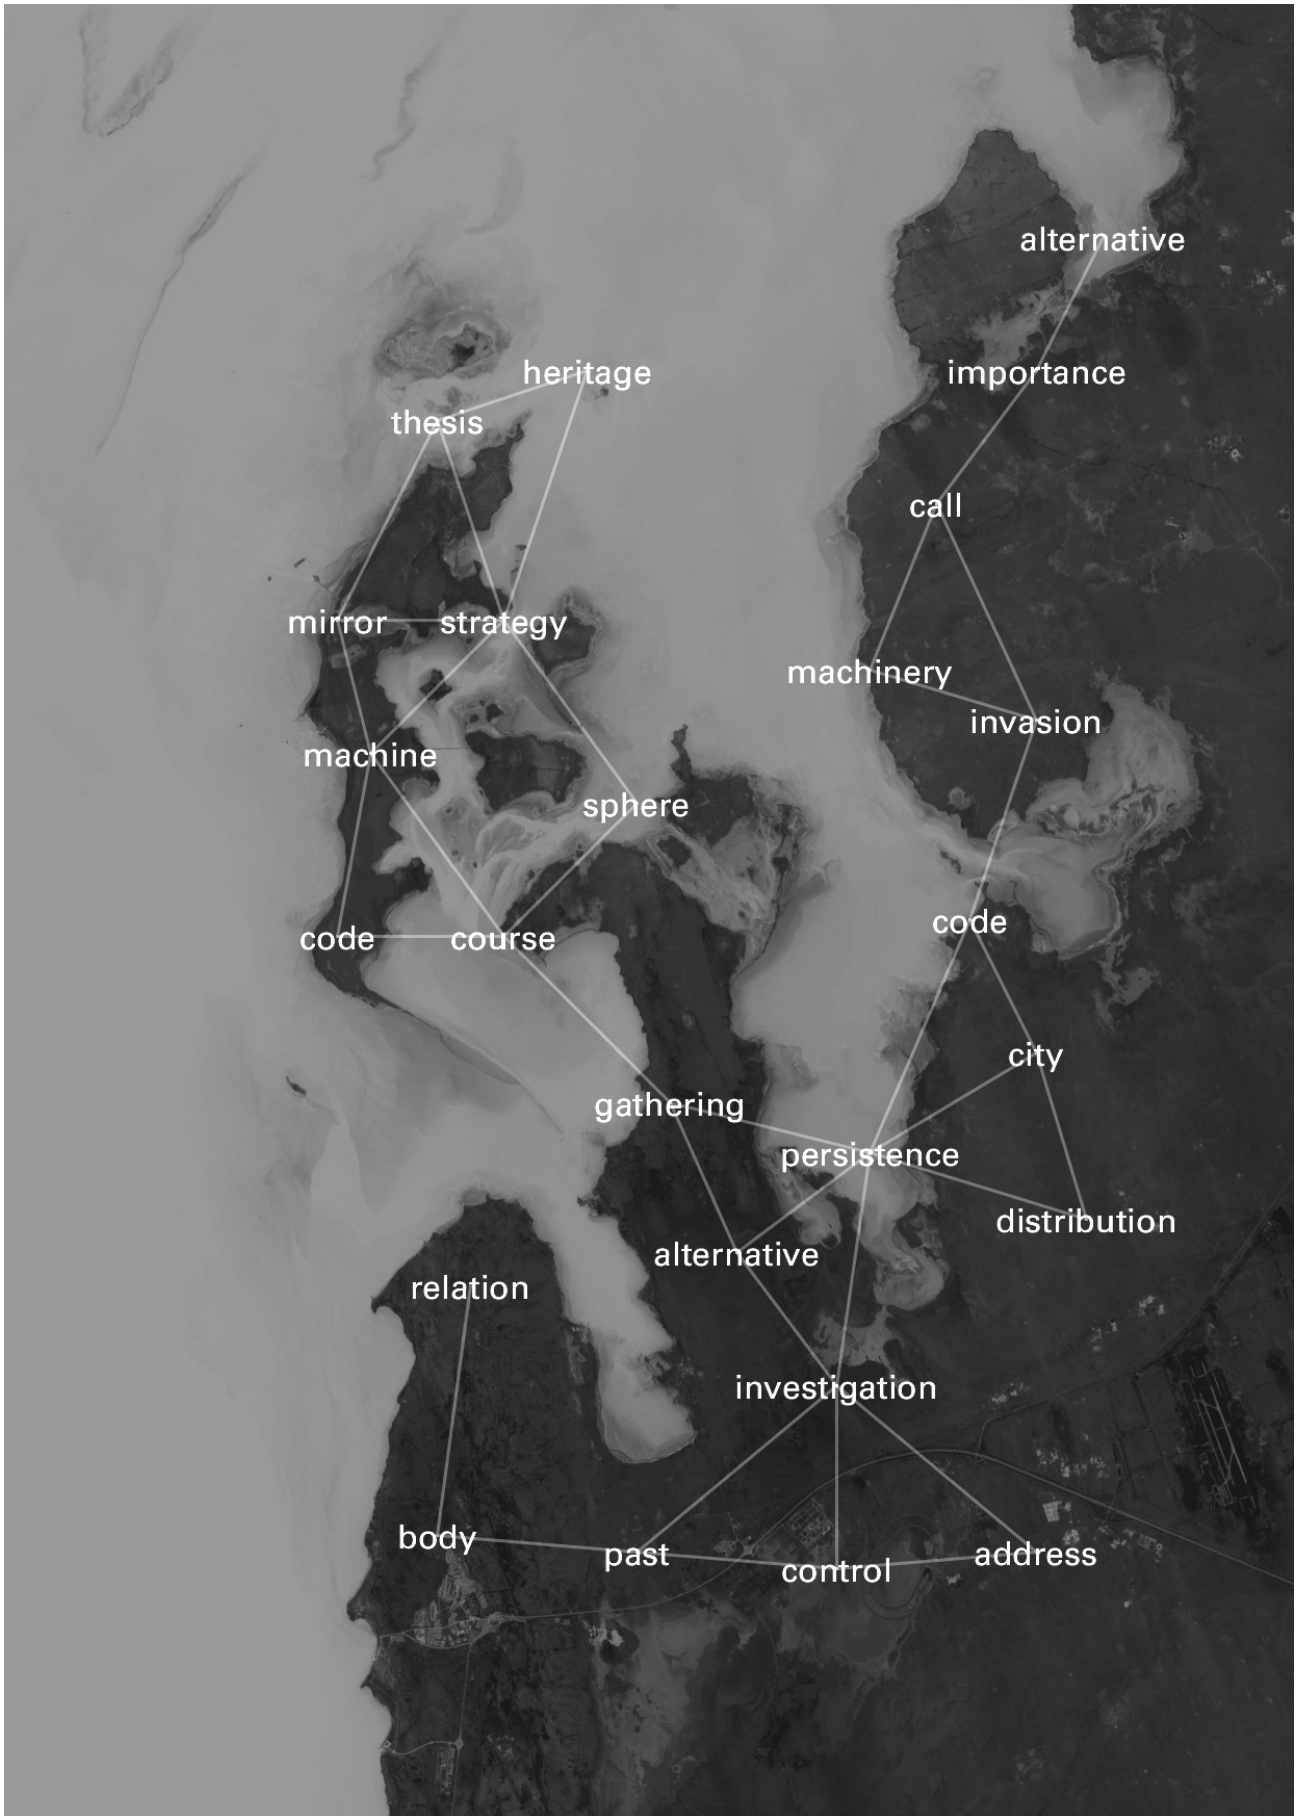 alternative
heritage
importance
thesis
call
mirror
strategy
machinery
invasion
machine
sphere
code
code
course
city
gathering
persistence
distribution
alternative
relation
investigation
body
past
address
control